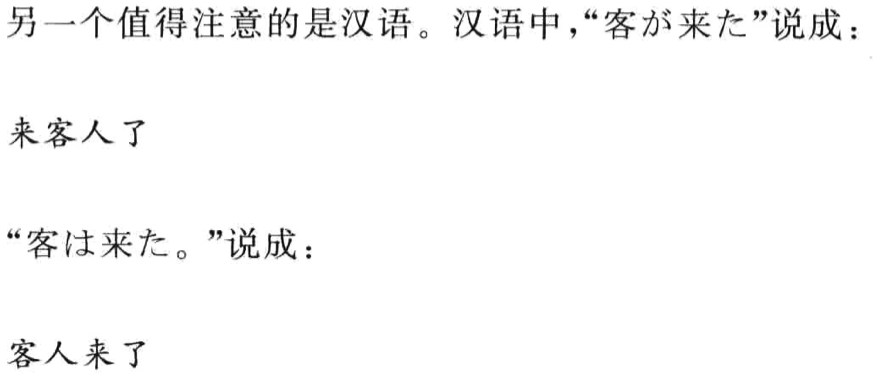 另一个值得注意的是汉语。汉语中,“客が来た”说成：
来客人了
“客は来た。”说成：
客人来了